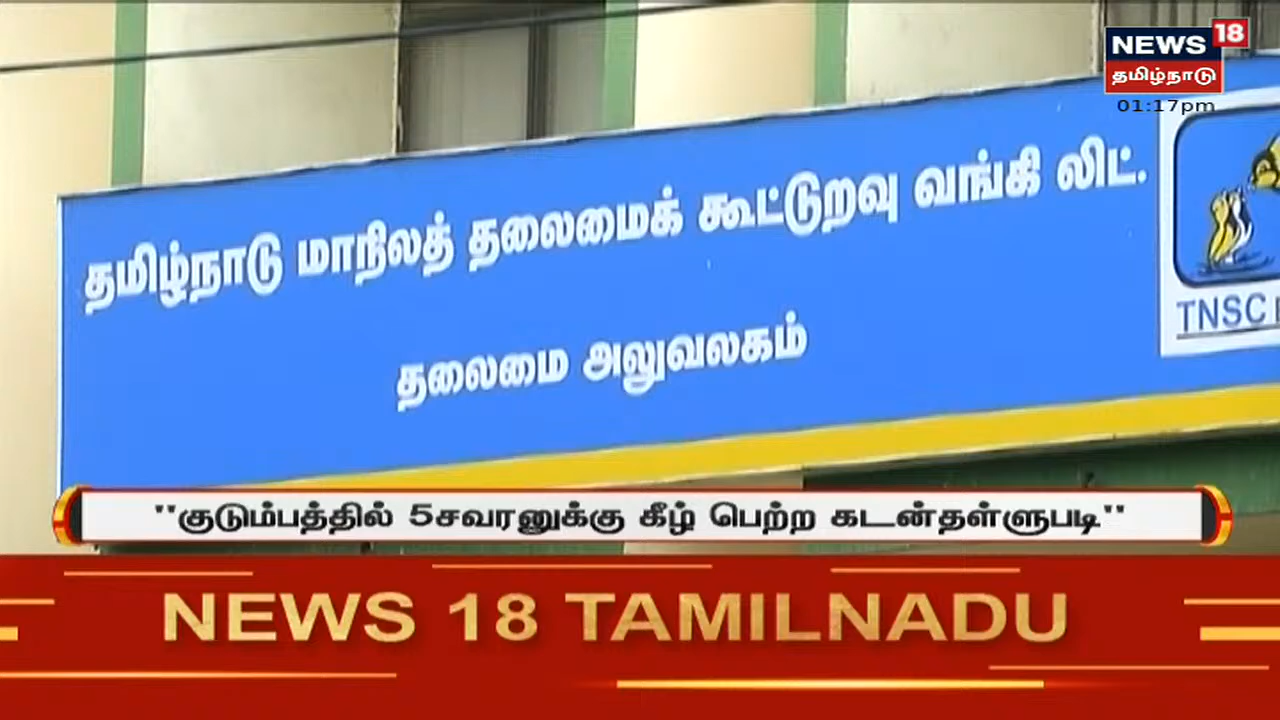 NEWS 18
தமிழ்நாடு
01:17pm
தமிழ்நாடு மாநிலத் தலைமைக் கூட்டுறவு வங்கி லிட்.
தலைமை அலுவலகம்
TNSC
"குடும்பத்தில் 5சவரனுக்கு கீழ் பெற்ற கடன்தள்ளுபடி"
NEWS 18 TAMILNADU